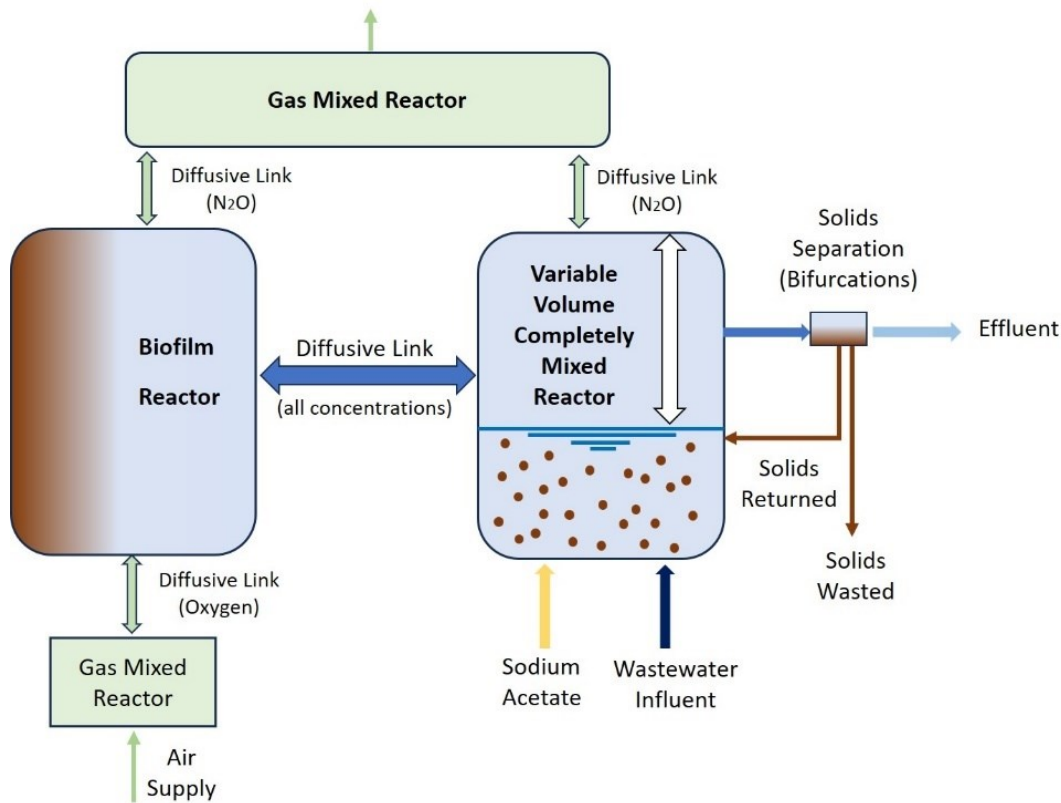 Gas Mixed Reactor
Diffusive Link
(N2O)
Diffusive Link
(N2O)
Solids
Separation
(Bifurcations)
Variable
Volume
Completely
Mixed
Reactor
Biofilm
Reactor
Diffusive Link
(all concentrations)
Effluent
Solids
Returned
Solids
Wasted
Diffusive Link
(Oxygen)
Gas Mixed
Reactor
Sodium
Acetate
Wastewater
Influent
Air
Supply